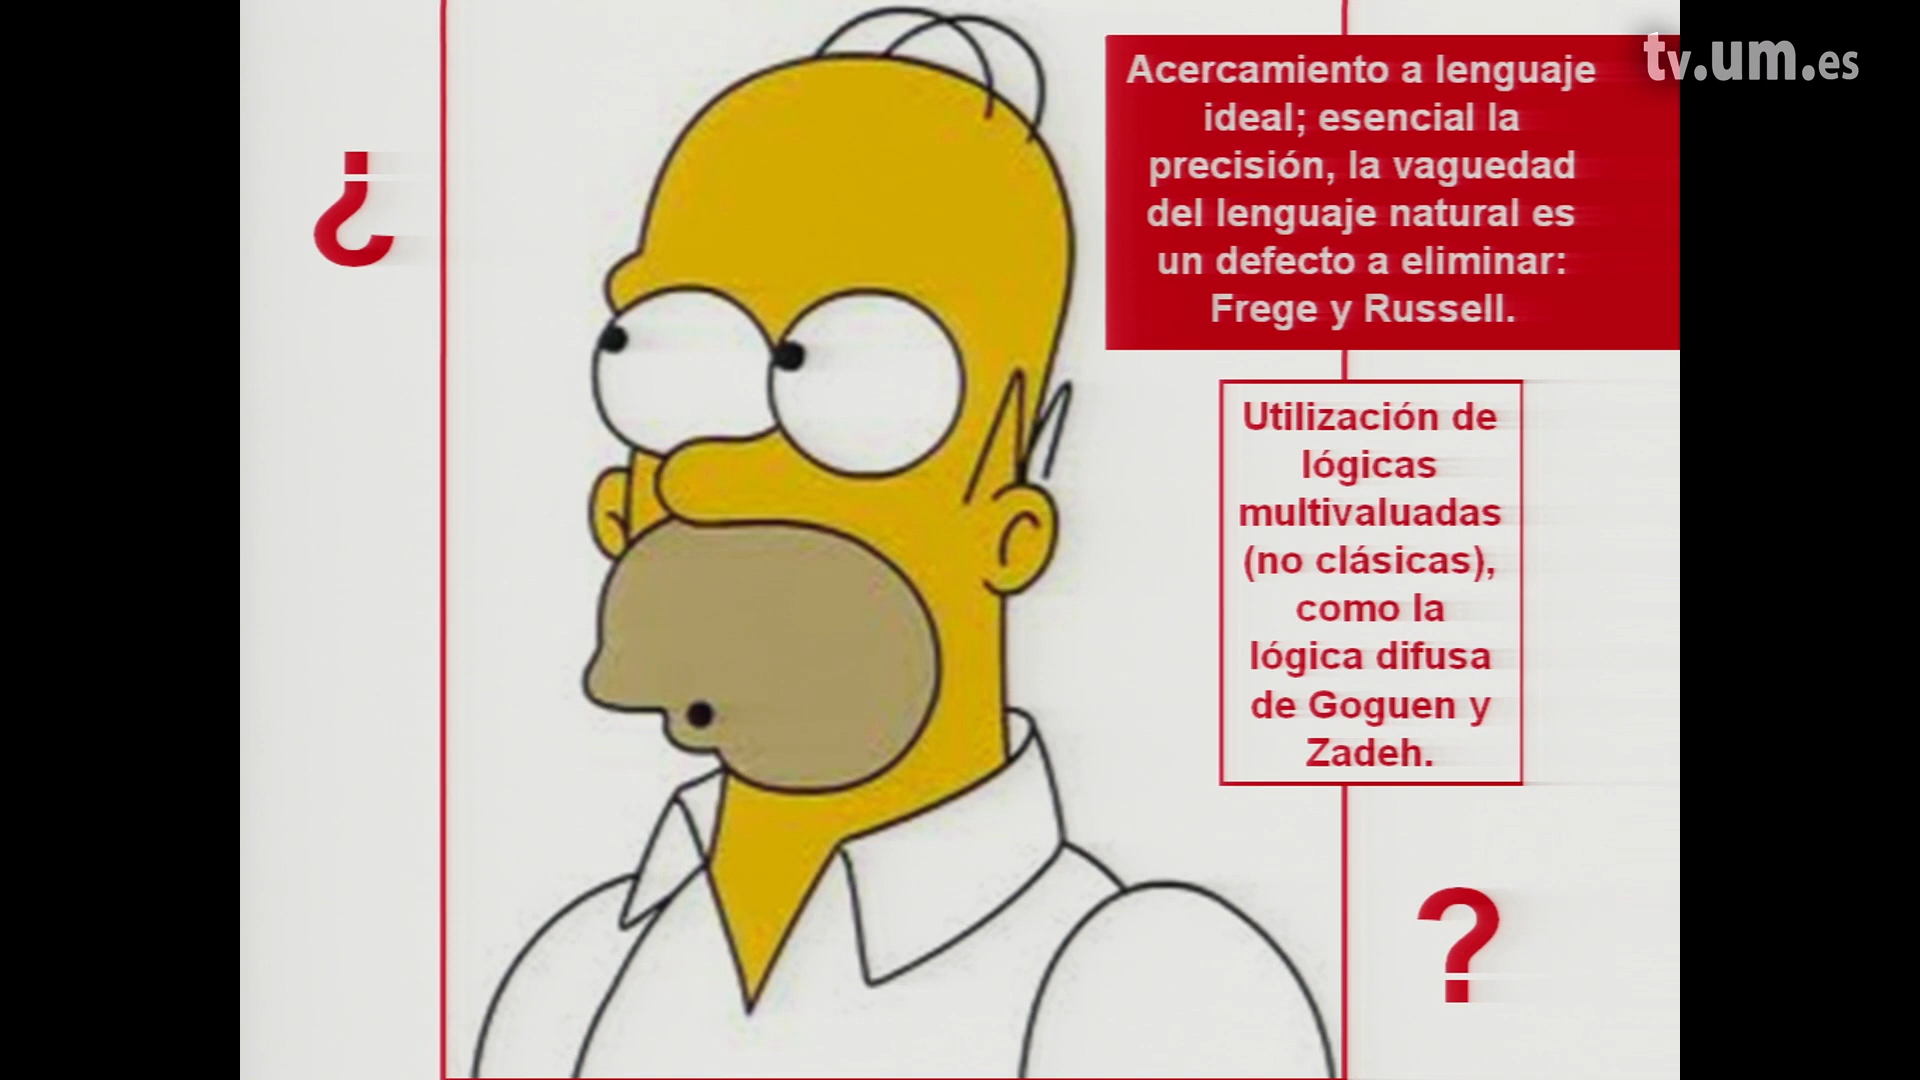 tv.um.es
¿
Acercamiento a lenguaje
ideal; esencial la
precisión, la vaguedad
del lenguaje natural es
un defecto a eliminar:
Frege y Russell.
Utilización de
lógicas
multivaluadas
(no clásicas),
como la
lógica difusa
de Goguen y
Zadeh.
?